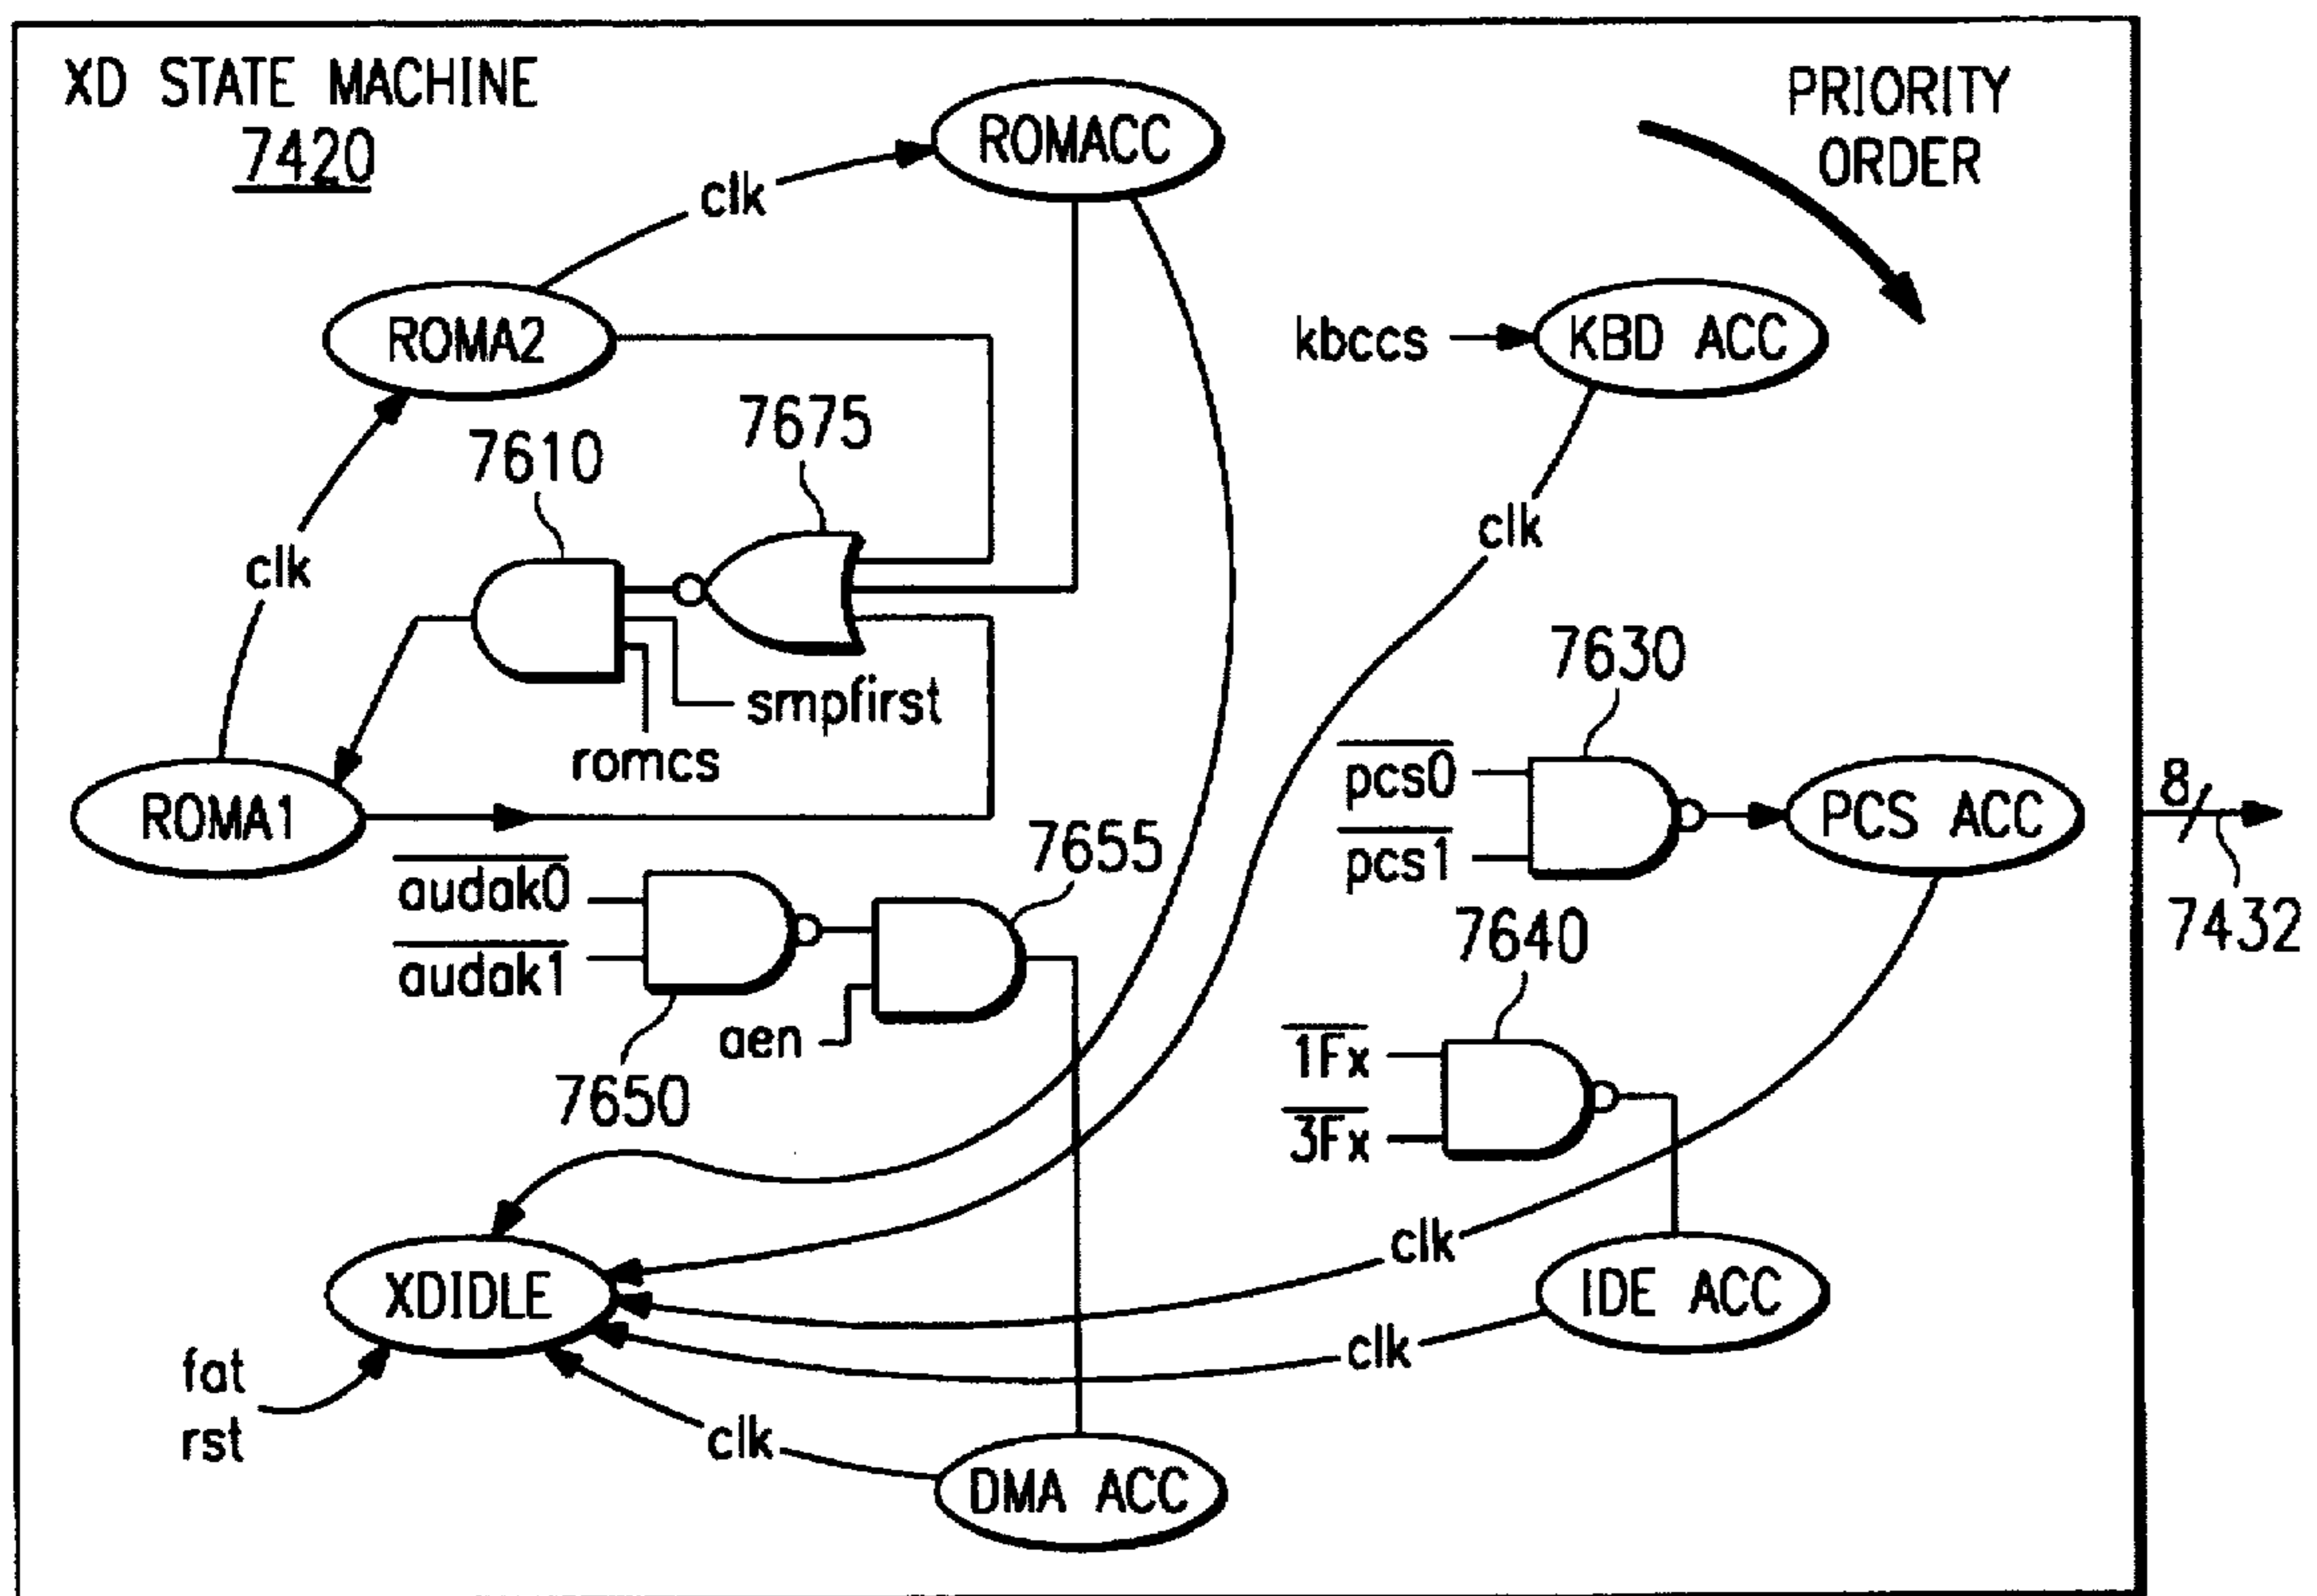 XD STATE MACHINE
7420
ROMACC
PRIORITY
ORDER
clk
ROMA2
kbccs
KBD ACC
7610
7675
clk
clk
smpfirst
romcs
7630
pcs0
pcs1
PCS ACC
8
7432
ROMA1
audak0
audak1
7655
aen
7650
7640
1Fx
3Fx
clk
XDIDLE
IDE ACC
clk
fat
rst
clk
DMA ACC